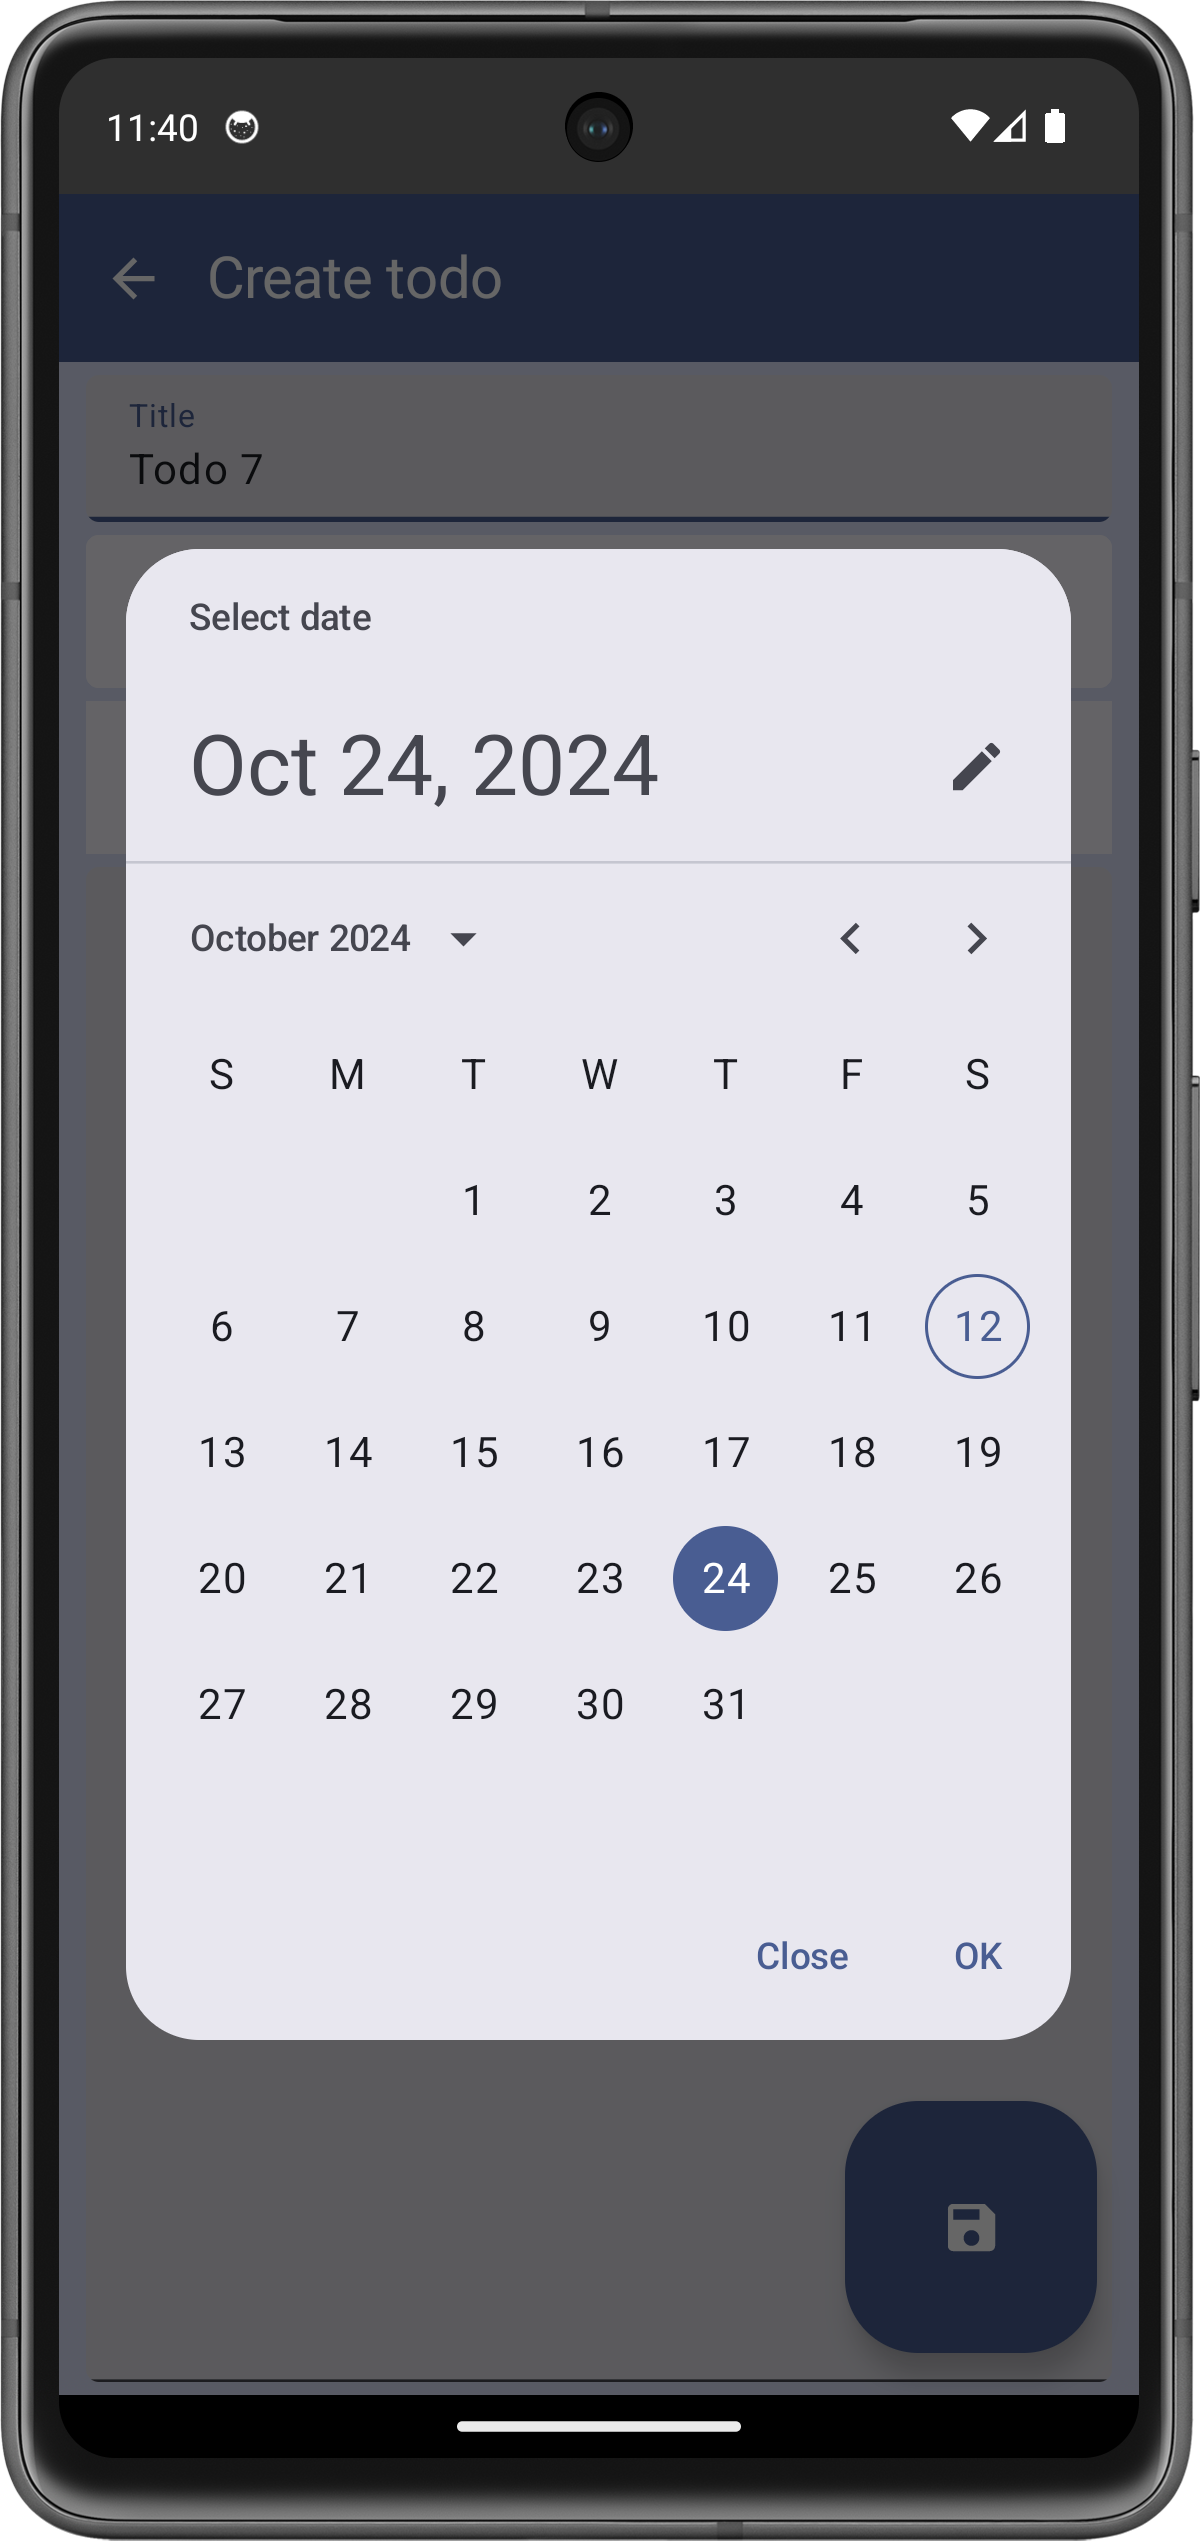 11:40
Create todo
Title
Todo 7
Select date
Oct 24, 2024
October 2024
S M T W T F S
1 2 3 4 5
6 7 8 9 10 11 12
13 14 15 16 17 18 19
20 21 22 23 24 25 26
27 28 29 30 31
Close OK